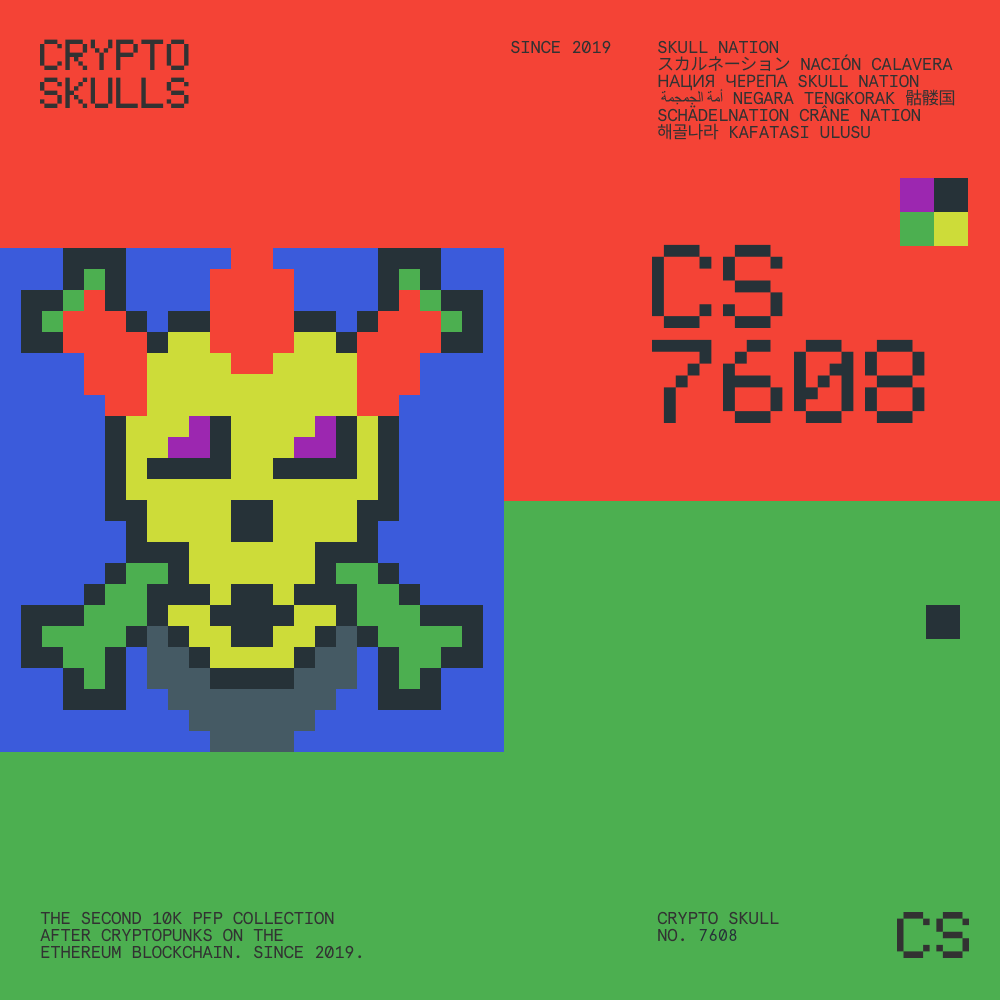 CRYPTO
SKULLS
SINCE 2019
SKULL NATION
スカルネーション NACIÓN CALAVERA
НАЦИЯ ЧЕРЕПА SKULL NATION
أمة الجمجمة NEGARA TENGKORAK 骷髅国
SCHÄDELNATION CRÂNE NATION
해골나라 KAFATASI ULUSU
CS
7608
THE SECOND 10K PFP COLLECTION
AFTER CRYPTOPUNKS ON THE
ETHEREUM BLOCKCHAIN. SINCE 2019.
CRYPTO SKULL
NO. 7608
CS